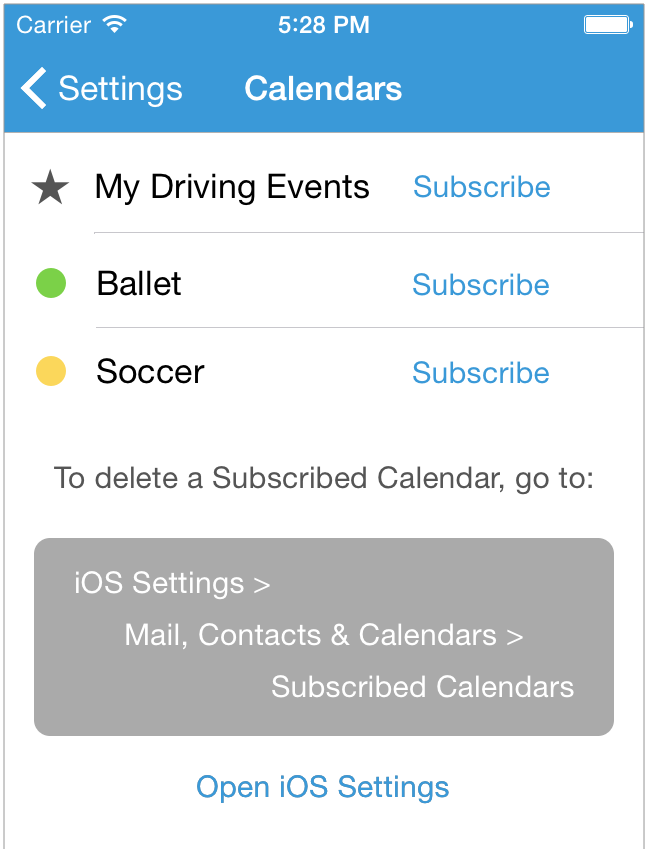 Carrier 5:28 PM
Settings Calendars
My Driving Events Subscribe
Ballet Subscribe
Soccer Subscribe
To delete a Subscribed Calendar, go to:
iOS Settings >
Mail, Contacts & Calendars >
Subscribed Calendars
Open iOS Settings